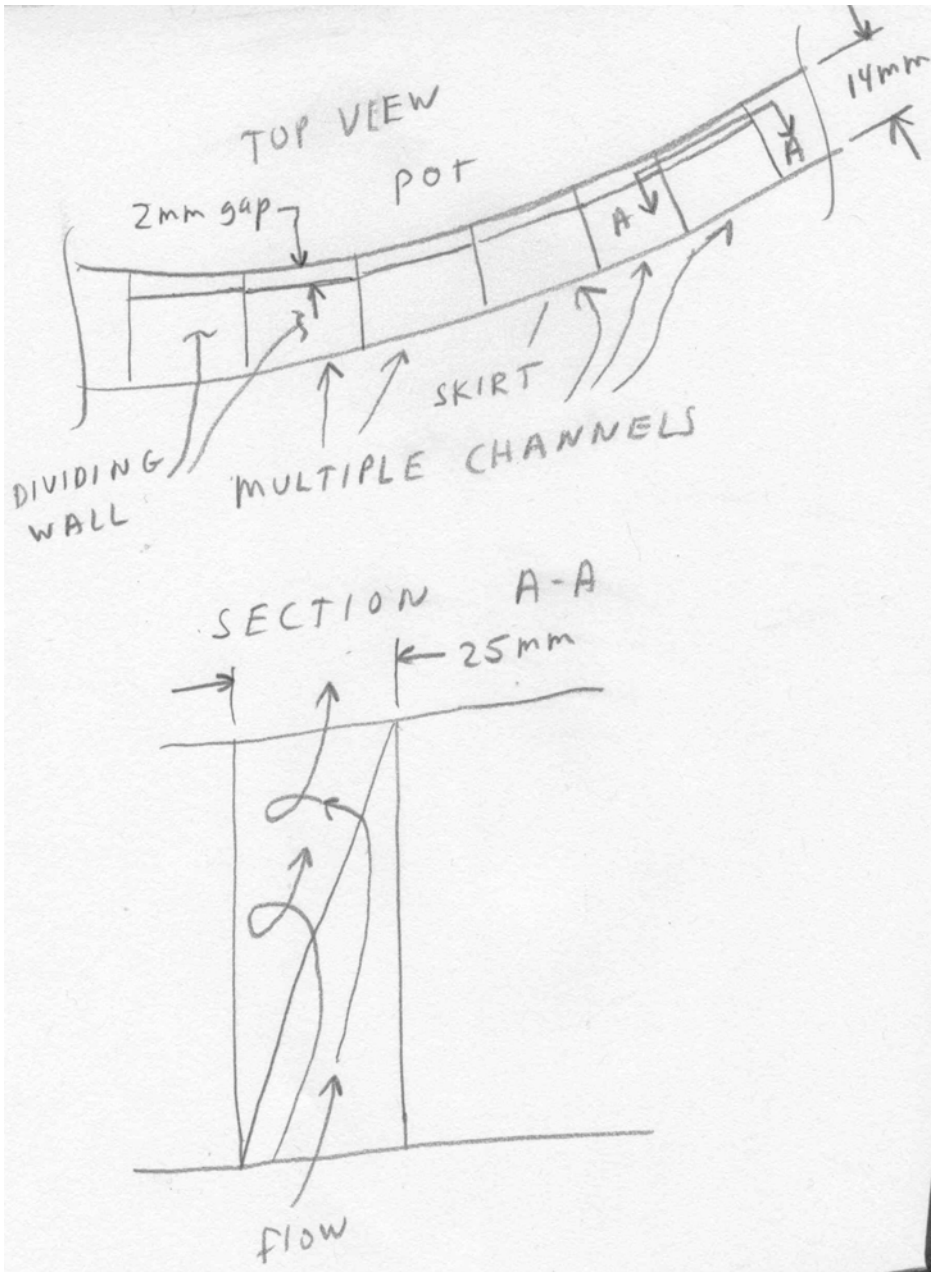 TOP VIEW
14mm
POT
2mm gap
A
A
SKIRT
DIVIDING
WALL
MULTIPLE CHANNELS
SECTION A-A
25mm
flow